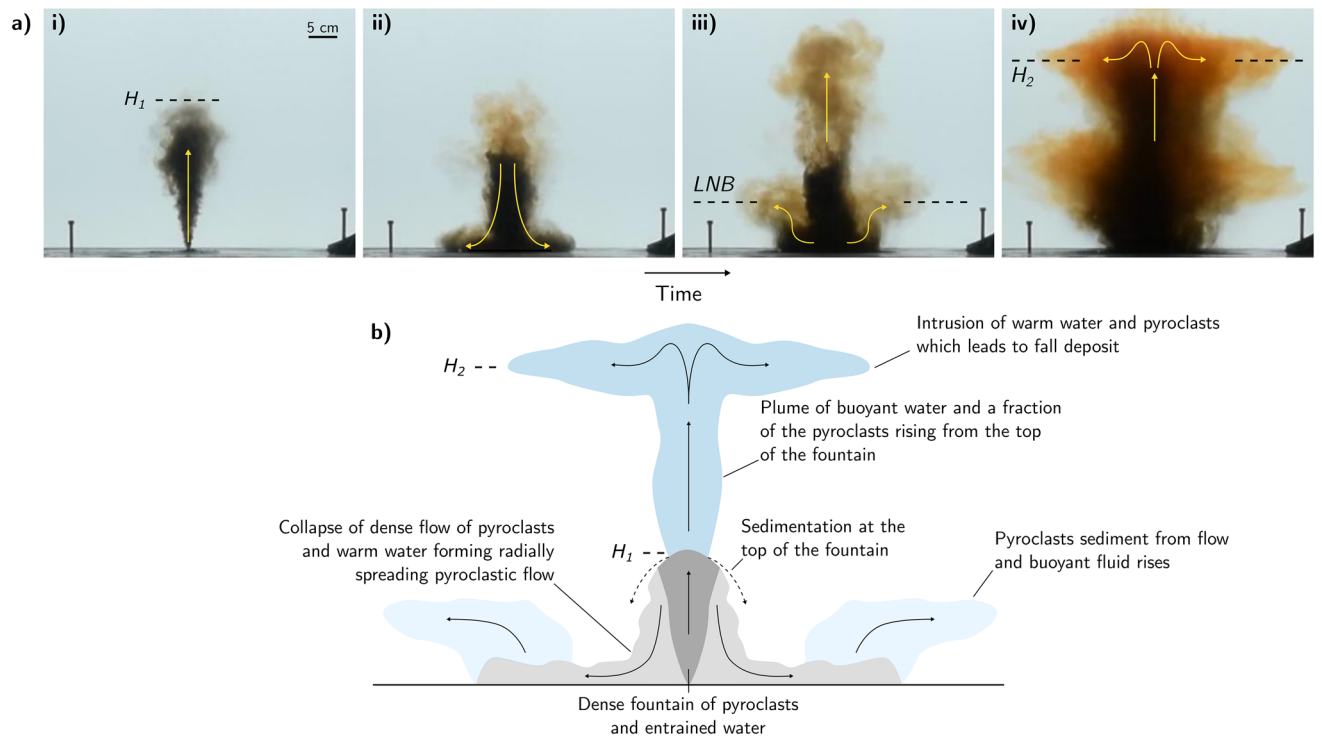 a)
i)
5 cm
H1
ii)
iii)
LNB
iv)
H2
Time
b)
Intrusion of warm water and pyroclasts
which leads to fall deposit
H2
Plume of buoyant water and a fraction
of the pyroclasts rising from the top
of the fountain
Collapse of dense flow of pyroclasts
and warm water forming radially
spreading pyroclastic flow
H1
Sedimentation at the
top of the fountain
Pyroclasts sediment from flow
and buoyant fluid rises
Dense fountain of pyroclasts
and entrained water